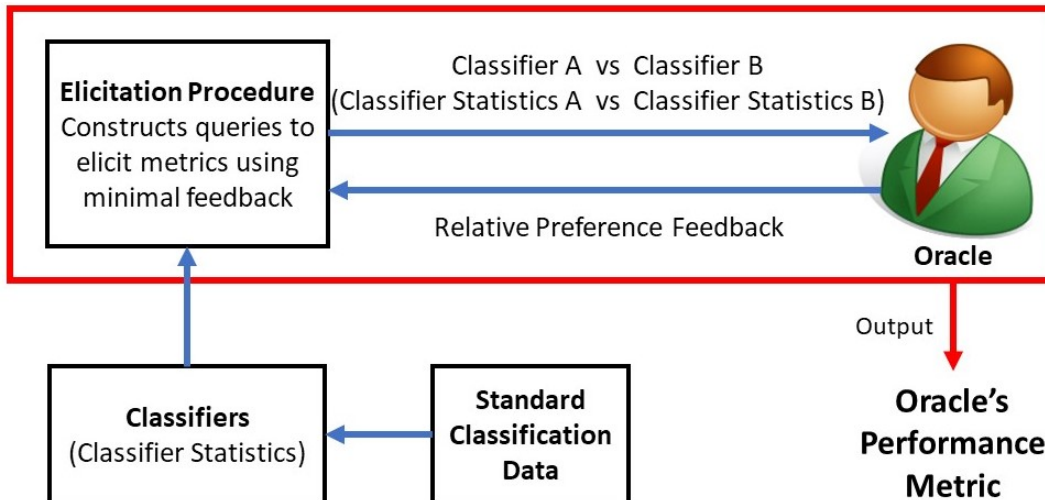 Elicitation Procedure
Constructs queries to
elicit metrics using
minimal feedback
Classifier A vs Classifier B
(Classifier Statistics A vs Classifier Statistics B)
Relative Preference Feedback
Oracle
Output
Classifiers
(Classifier Statistics)
Standard
Classification
Data
Oracle’s
Performance
Metric